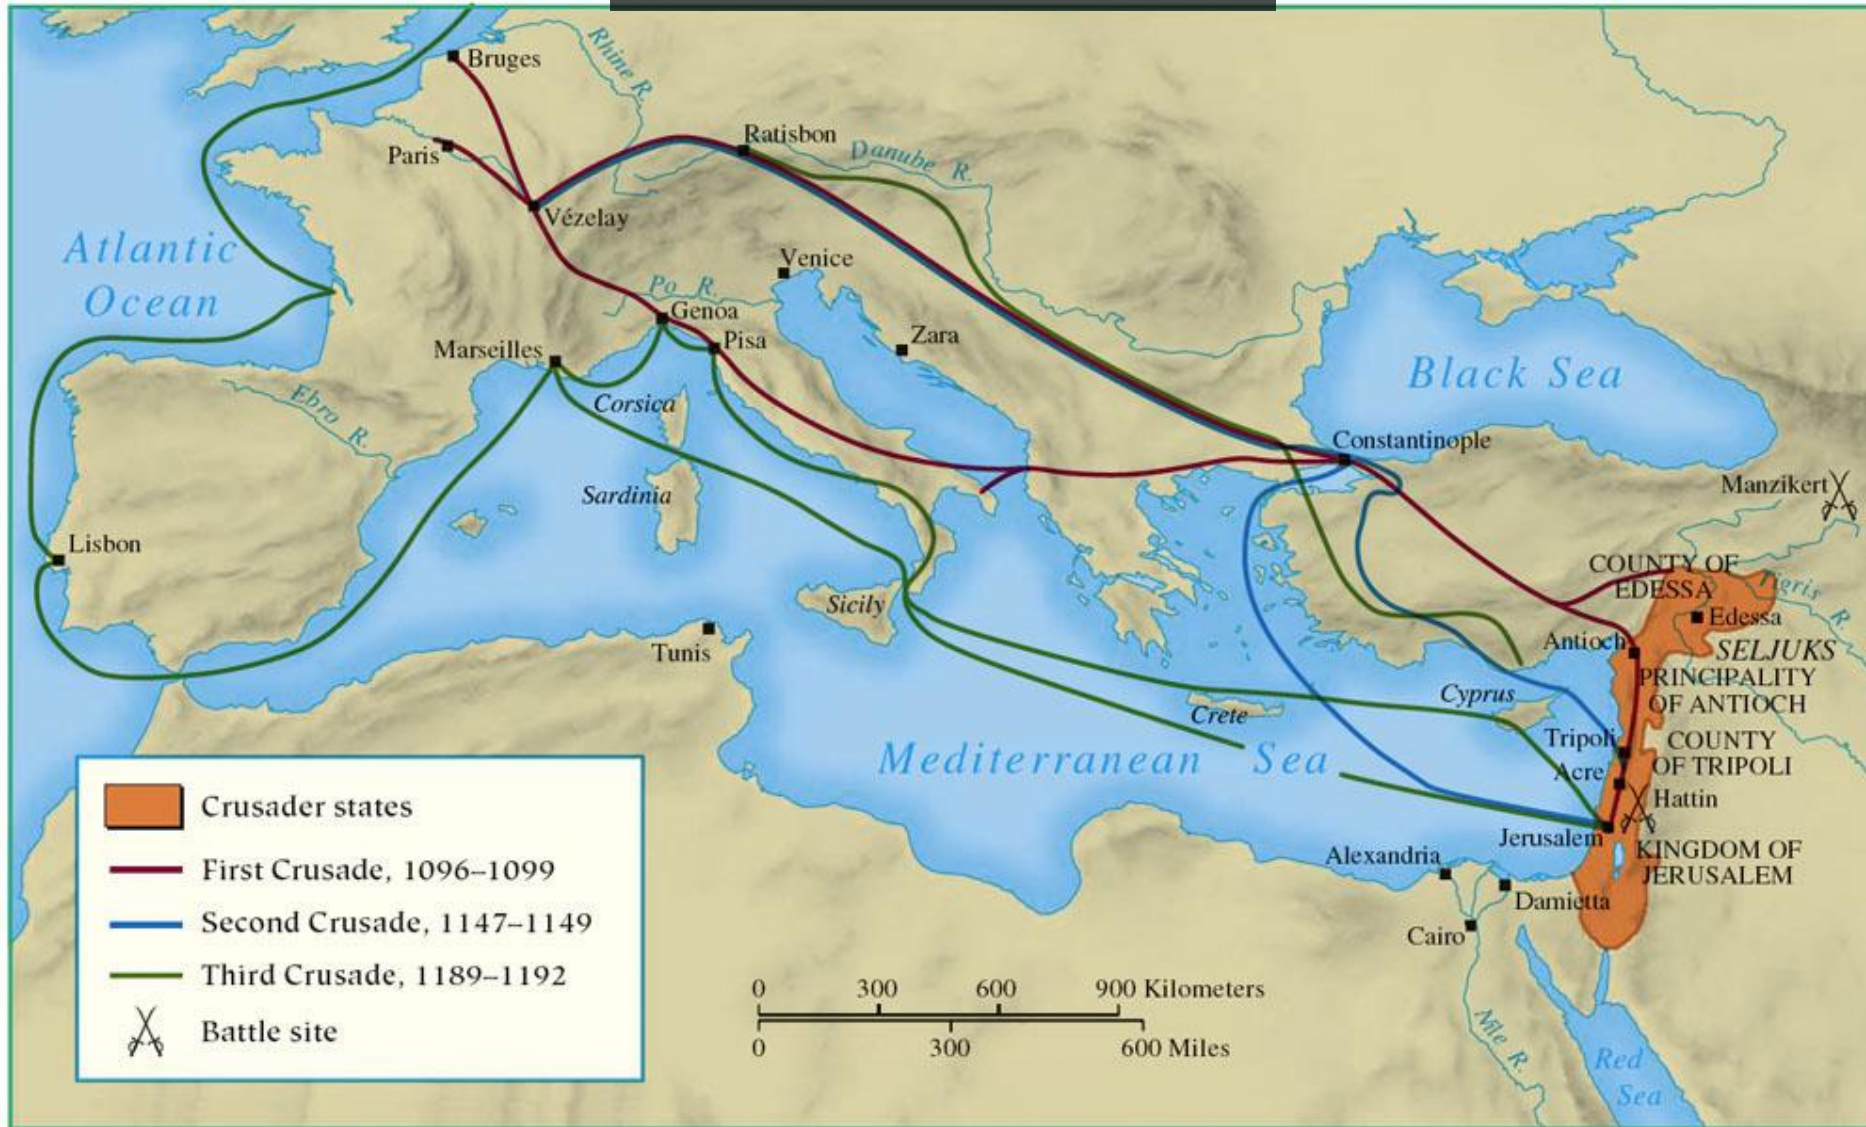 Bruges
Rhine R.
Paris
Ratisbon
Danube R.
Vézelay
Atlantic
Ocean
Venice
Po R.
Genoa
Pisa
Zara
Marseilles
Black Sea
Corsica
Ebro R.
Constantinople
Sardinia
Manzikert
Lisbon
COUNTY OF
EDESSA
Tigris R.
Sicily
Edessa
Tunis
Antioch
SELJUKS
PRINCIPALITY
OF ANTIOCH
Cyprus
Crete
Tripoli
COUNTY
OF TRIPOLI
Mediterranean Sea
Acre
Hattin
Jerusalem
KINGDOM OF
JERUSALEM
Alexandria
Damietta
Cairo
Nile R.
Red
Sea
Crusader states
First Crusade, 1096–1099
Second Crusade, 1147–1149
Third Crusade, 1189–1192
Battle site
0 300 600 900 Kilometers
0 300 600 Miles